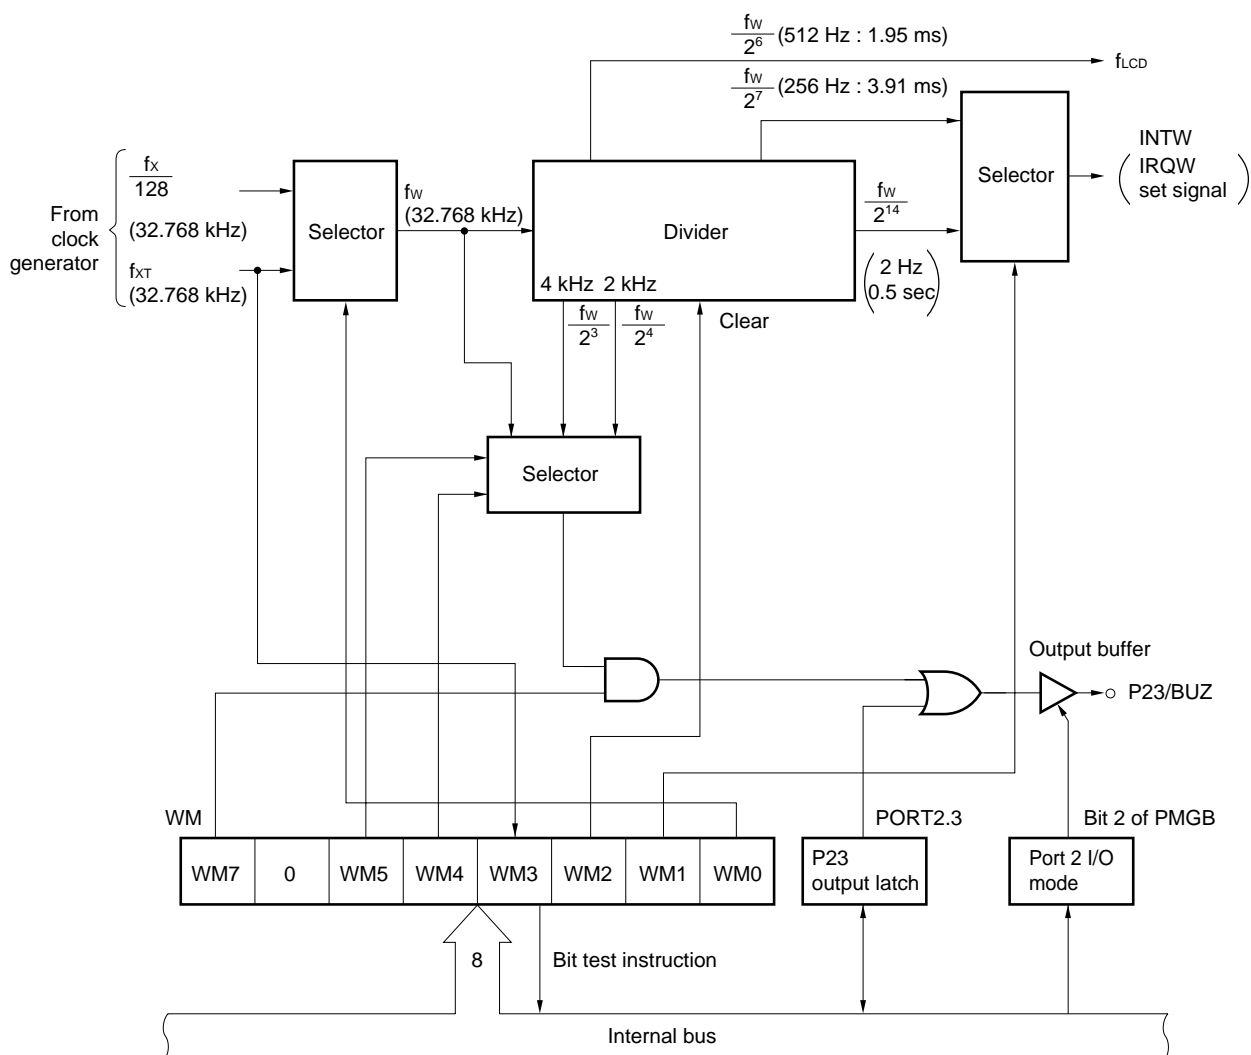 fW
2^6 (512 Hz : 1.95 ms)
fLCD
fW
2^7 (256 Hz : 3.91 ms)
From
clock
generator
fX
128
(32.768 kHz)
fXT
(32.768 kHz)
Selector
fW
(32.768 kHz)
Divider
4 kHz 2 kHz
fW
2^14
(2 Hz
0.5 sec)
Selector
INTW
(IRQW
set signal)
fW
2^3
fW
2^4
Clear
Selector
Output buffer
P23/BUZ
WM
PORT2.3
Bit 2 of PMGB
WM7 0 WM5 WM4 WM3 WM2 WM1 WM0
P23
output latch
Port 2 I/O
mode
8
Bit test instruction
Internal bus